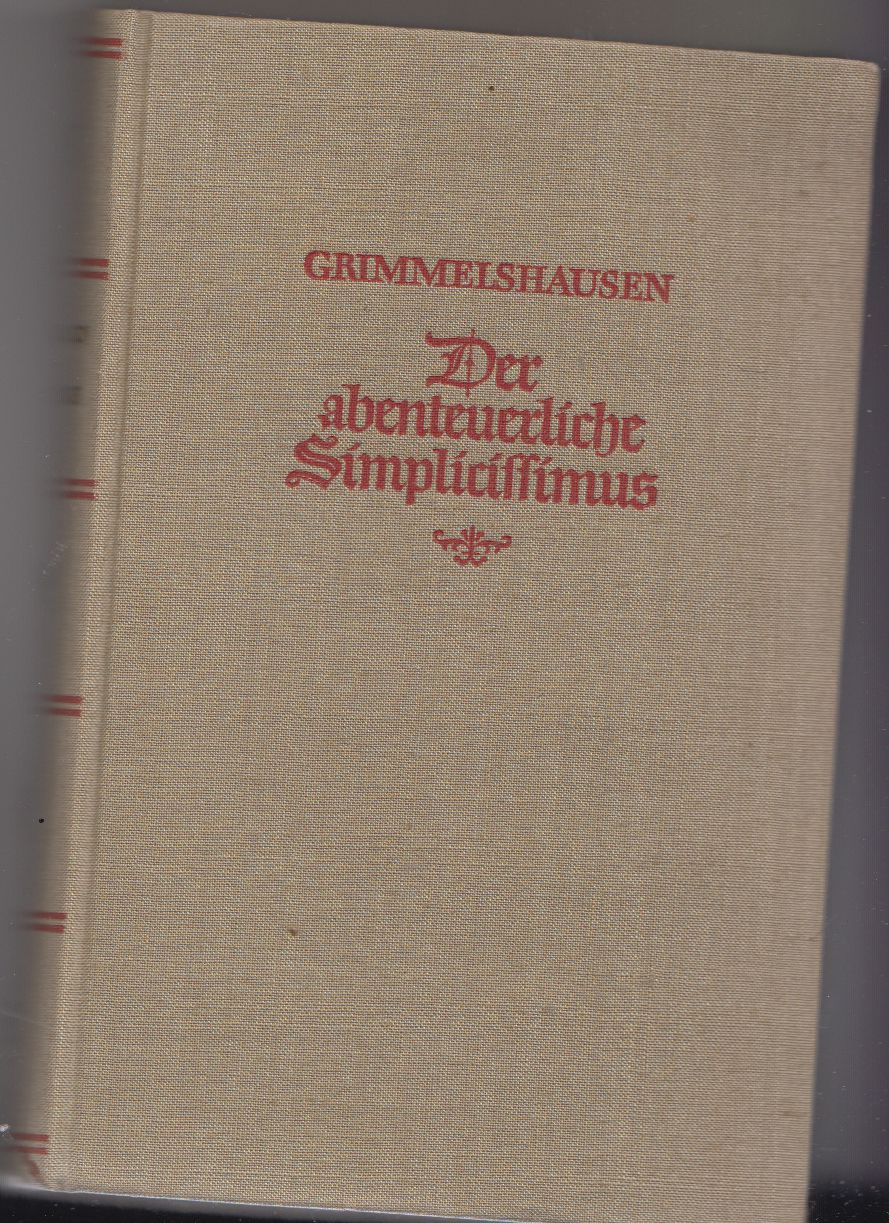 GRIMMELSHAUSEN
Der
abenteuerliche
Simpliciſſimus